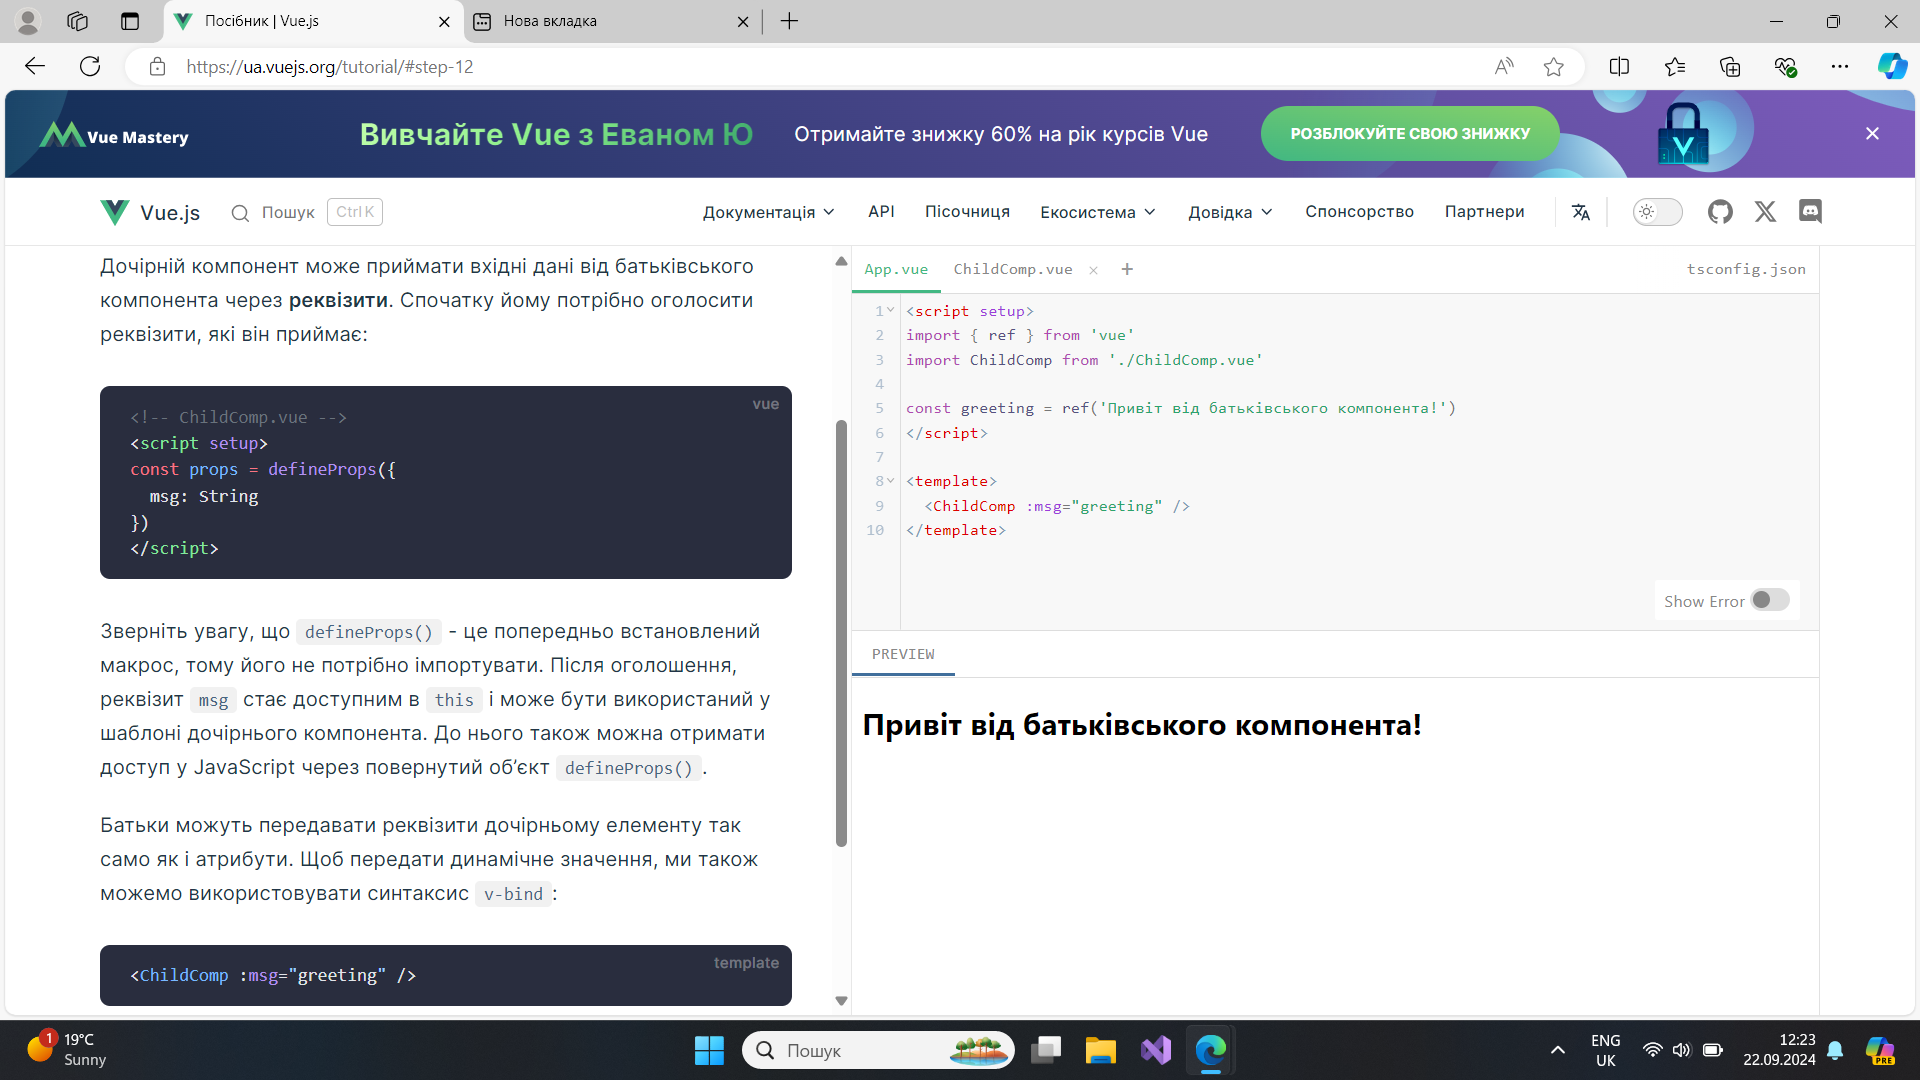 Посібник | Vue.js
Нова вкладка
https://ua.vuejs.org/tutorial/#step-12
Vue Mastery
Вивчайте Vue з Еваном Ю
Отримайте знижку 60% на рік курсів Vue
РОЗБЛОКУЙТЕ СВОЮ ЗНИЖКУ
Vue.js
Пошук
Ctrl K
Документація
API
Пісочниця
Екосистема
Довідка
Спонсорство
Партнери
Дочірній компонент може приймати вхідні дані від батьківського
компонента через реквізити. Спочатку йому потрібно оголосити
реквізити, які він приймає:
vue
<!-- ChildComp.vue -->
<script setup>
const props = defineProps({
  msg: String
})
</script>
Зверніть увагу, що defineProps() - це попередньо встановлений
макрос, тому його не потрібно імпортувати. Після оголошення,
реквізит msg стає доступним в this і може бути використаний у
шаблоні дочірнього компонента. До нього також можна отримати
доступ у JavaScript через повернутий об’єкт defineProps().
Батьки можуть передавати реквізити дочірньому елементу так
само як і атрибути. Щоб передати динамічне значення, ми також
можемо використовувати синтаксис v-bind:
template
<ChildComp :msg="greeting" />
App.vue
ChildComp.vue
+
tsconfig.json
1 <script setup>
2 import { ref } from 'vue'
3 import ChildComp from './ChildComp.vue'
4
5 const greeting = ref('Привіт від батьківського компонента!')
6 </script>
7
8 <template>
9   <ChildComp :msg="greeting" />
10 </template>
Show Error
PREVIEW
Привіт від батьківського компонента!
1
19°C
Sunny
Пошук
ENG
UK
12:23
22.09.2024
PRE